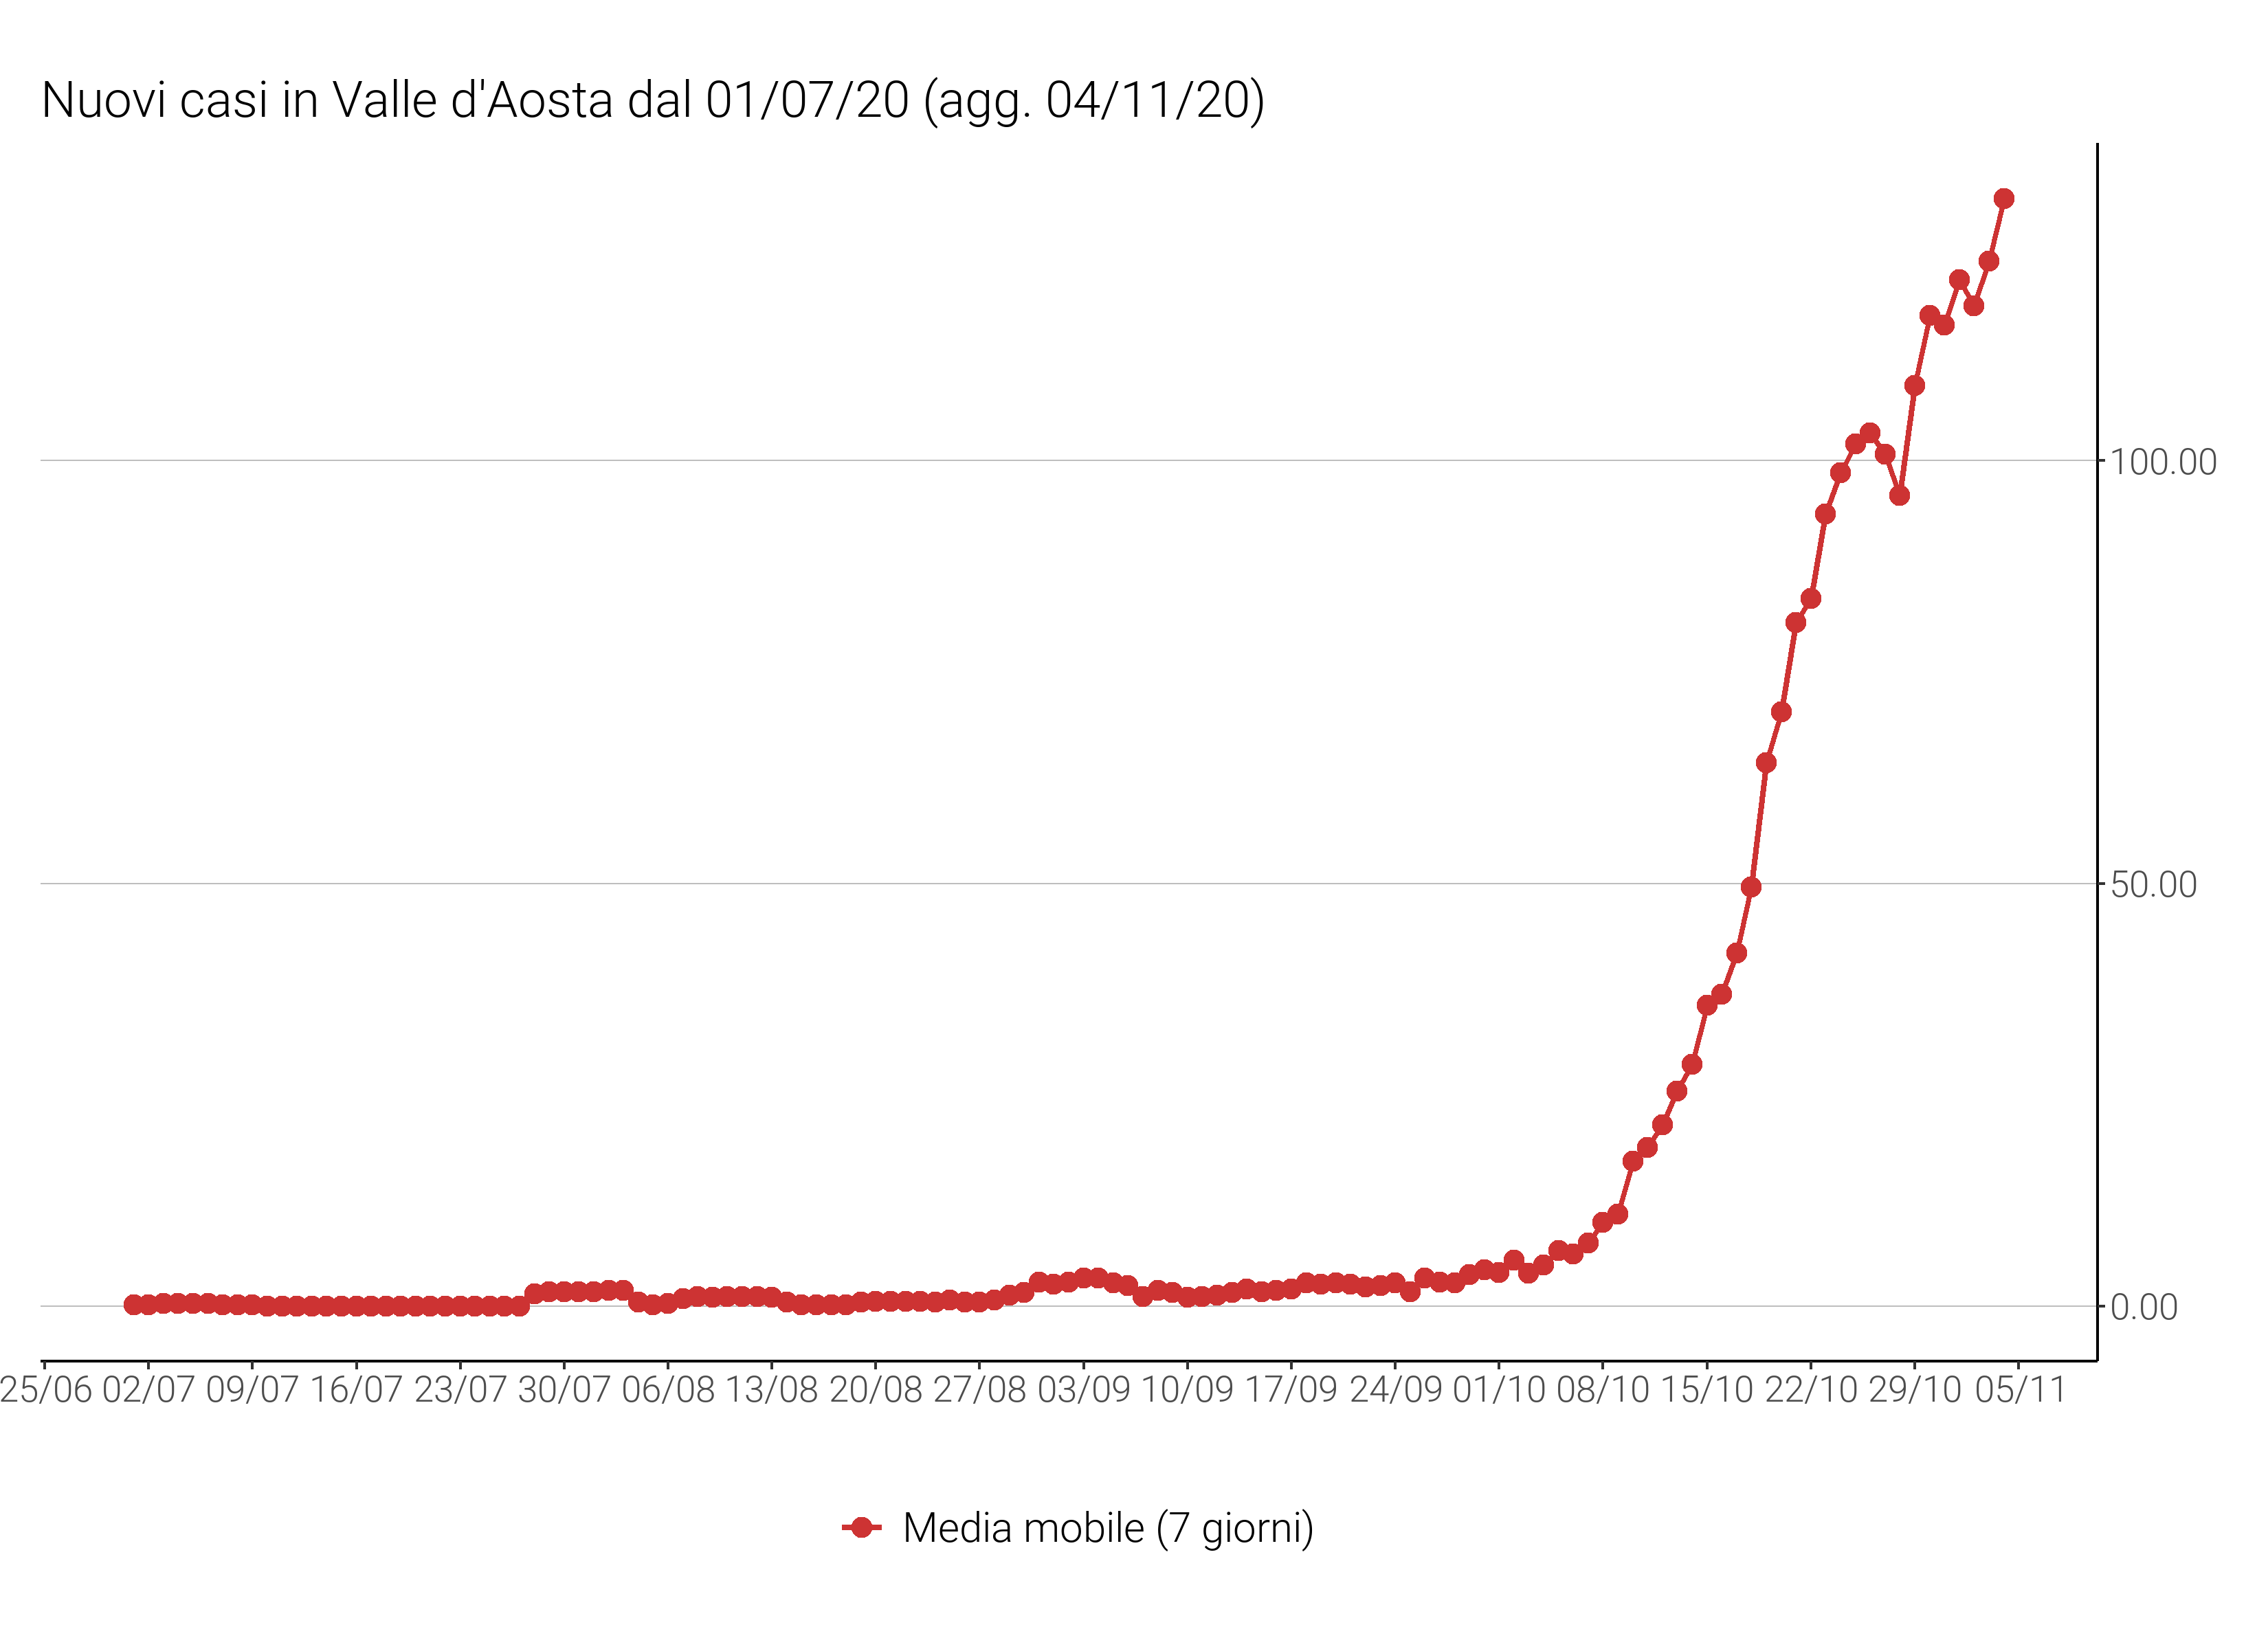 Nuovi casi in Valle d'Aosta dal 01/07/20 (agg. 04/11/20)
100.00
50.00
0.00
25/06 02/07 09/07 16/07 23/07 30/07 06/08 13/08 20/08 27/08 03/09 10/09 17/09 24/09 01/10 08/10 15/10 22/10 29/10 05/11
Media mobile (7 giorni)